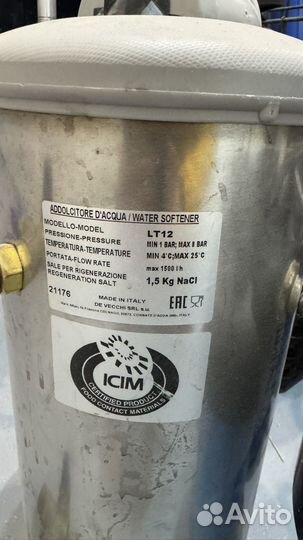 ADDOLCITORE D'ACQUA / WATER SOFTENER
MODELLO-MODEL LT12
PRESSIONE-PRESSURE MIN 1 BAR; MAX 8 BAR
TEMPERATURA-TEMPERATURE MIN 4°C;MAX 25°C
PORTATA-FLOW RATE max 1500 l h
SALE PER RIGENERAZIONE
REGENERATION SALT 1,5 Kg NaCl
21176
MADE IN ITALY
DE VECCHI SRL
EAC
ICIM
CERTIFIED PRODUCT
FOOD CONTACT MATERIALS
Avito